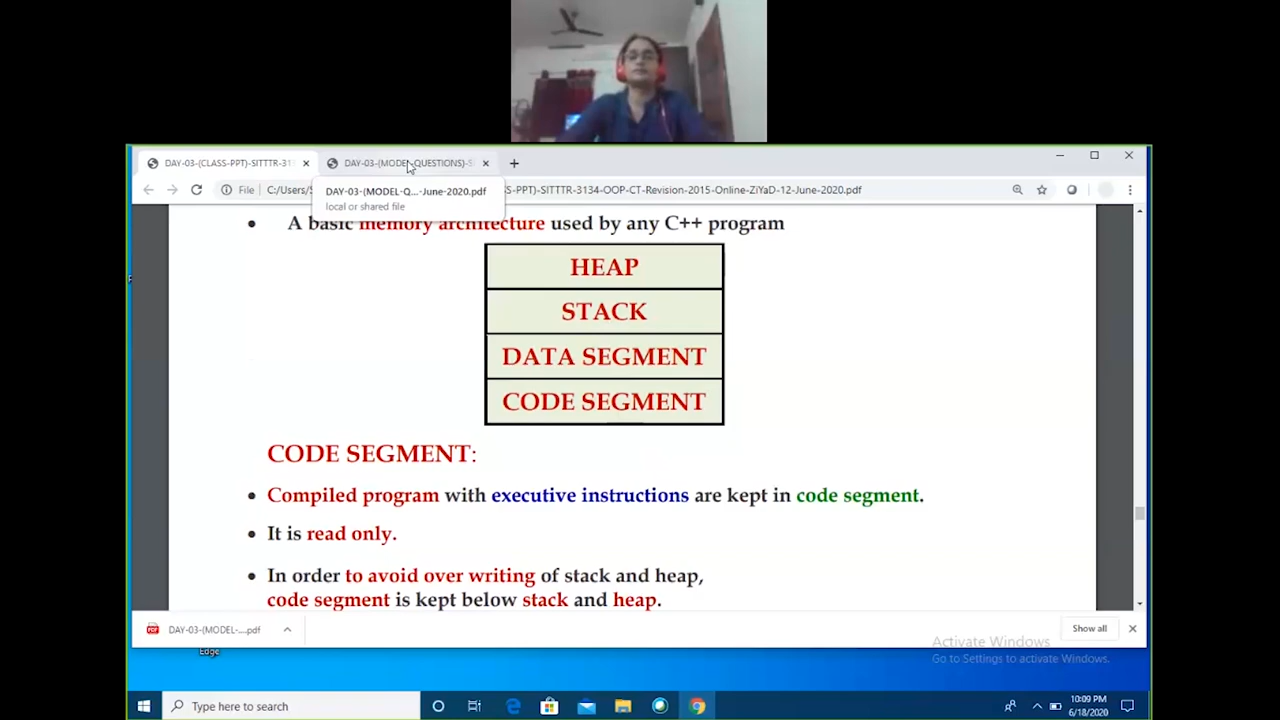 DAY-03-(CLASS-PPT)-SITTTR-31
DAY-03-(MODEL-QUESTIONS)-S
DAY-03-(MODEL-Q...-June-2020.pdf
local or shared file
File
C:/Users/S
-CLASS-PPT)-SITTTR-3134-OOP-CT-Revision-2015-Online-ZiYaD-12-June-2020.pdf
• A basic memory architecture used by any C++ program
HEAP
STACK
DATA SEGMENT
CODE SEGMENT
CODE SEGMENT:
• Compiled program with executive instructions are kept in code segment.
• It is read only.
• In order to avoid over writing of stack and heap,
code segment is kept below stack and heap.
DAY-03-(MODEL-....pdf
Show all
Activate Windows
Go to Settings to activate Windows.
Edge
Type here to search
10:09 PM
6/18/2020